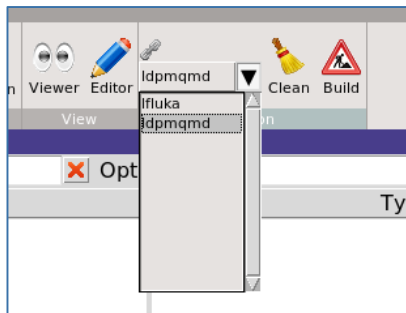 n Viewer Editor ldpmqmd Clean Build
View on
lfluka
ldpmqmd
Opt
Ty